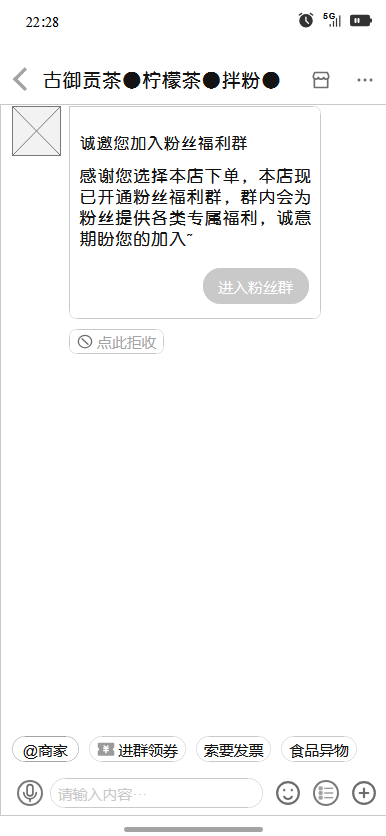 22:28
5G
古御贡茶●柠檬茶●拌粉●
诚邀您加入粉丝福利群
感谢您选择本店下单，本店现
已开通粉丝福利群，群内会为
粉丝提供各类专属福利，诚意
期盼您的加入~
进入粉丝群
点此拒收
@商家
进群领券
索要发票
食品异物
请输入内容…